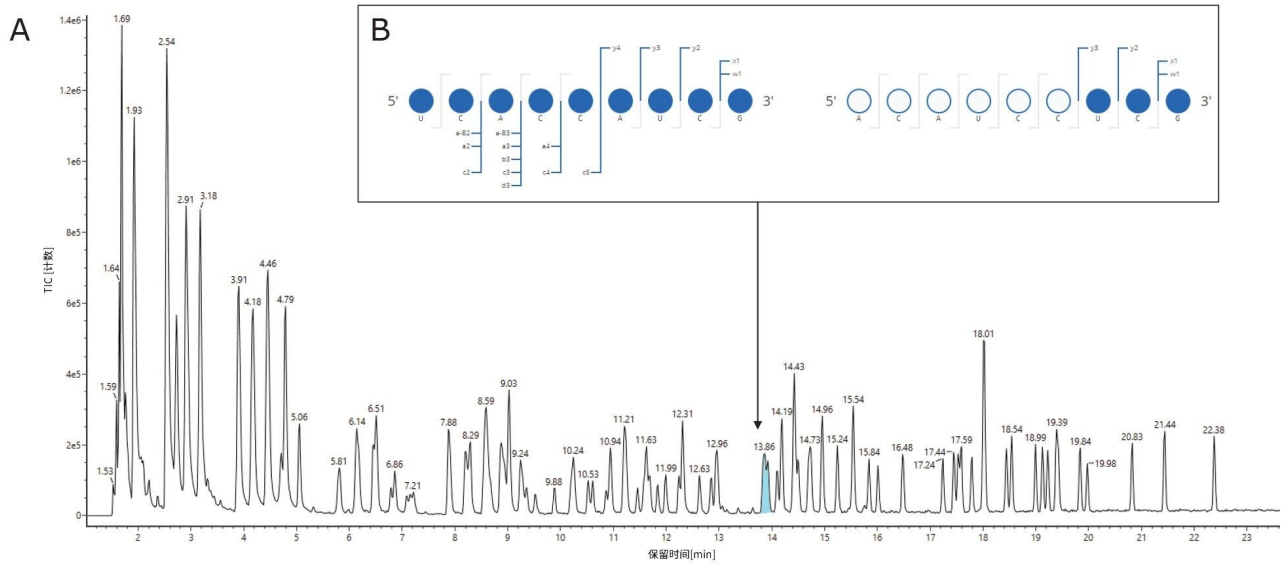 A
B
y4 y3 y2
x1
w1
5' 3'
U C A C C A U C G
a-B2 a-B3
a2 a3 a4
b3
c2 c3 c4 c5
d3
y3 y2
x1
w1
5' 3'
A C A U C C U C G
TIC [计数]
1.4e6
1.2e6
1e6
8e5
6e5
4e5
2e5
0
1.53
1.59
1.64
1.69
1.93
2.54
2.91
3.18
3.91
4.18
4.46
4.79
5.06
5.81
6.14
6.51
6.86
7.21
7.88
8.29
8.59
9.03
9.24
9.88
10.24
10.53
10.94
11.21
11.63
11.99
12.31
12.63
12.96
13.86
14.19
14.43
14.73
14.96
15.24
15.54
15.84
16.48
17.24
17.44
17.59
18.01
18.54
18.99
19.39
19.84
19.98
20.83
21.44
22.38
2 3 4 5 6 7 8 9 10 11 12 13 14 15 16 17 18 19 20 21 22 23
保留时间[min]